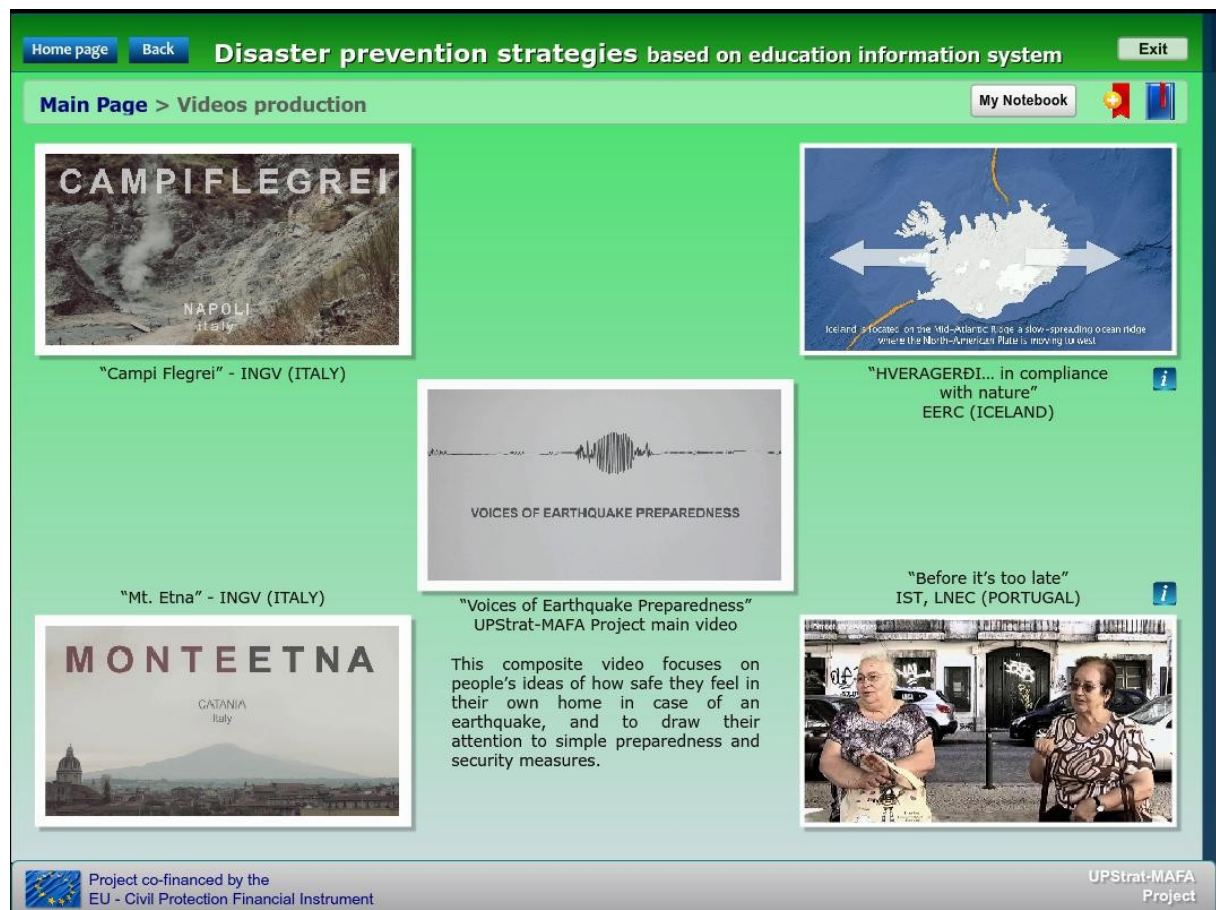 Home page
Back
Disaster prevention strategies based on education information system
Exit
Main Page > Videos production
My Notebook
CAMPI FLEGREI
NAPOLI
italy
"Campi Flegrei" - INGV (ITALY)
Iceland is located on the Mid-Atlantic Ridge a slow-spreading ocean ridge
where the North-American Plate is moving to west
"HVERAGERÐI... in compliance
with nature"
EERC (ICELAND)
i
VOICES OF EARTHQUAKE PREPAREDNESS
"Voices of Earthquake Preparedness"
UPStrat-MAFA Project main video
This composite video focuses on
people's ideas of how safe they feel in
their own home in case of an
earthquake, and to draw their
attention to simple preparedness and
security measures.
"Mt. Etna" - INGV (ITALY)
MONTE ETNA
CATANIA
Italy
"Before it's too late"
IST, LNEC (PORTUGAL)
i
Project co-financed by the
EU - Civil Protection Financial Instrument
UPStrat-MAFA
Project